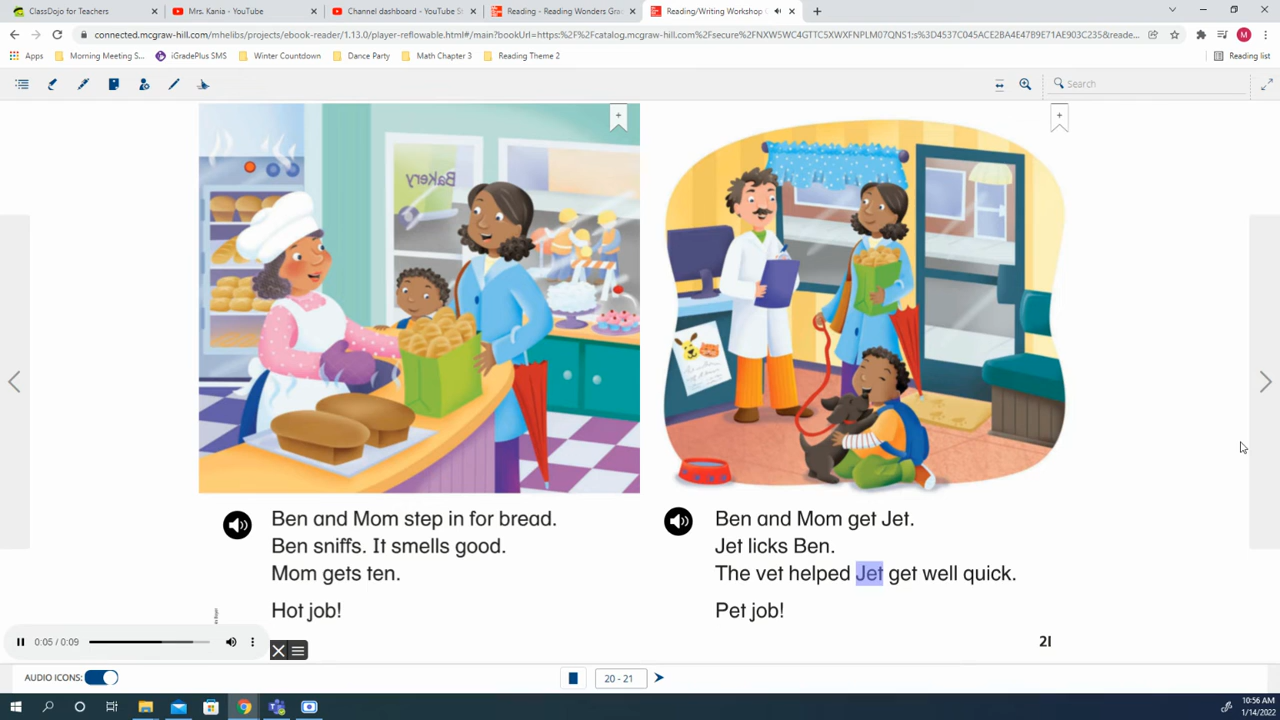 ClassDojo for Teachers
Mrs. Kania - YouTube
Channel dashboard - YouTube S
Reading - Reading Wonders Gra
Reading/Writing Workshop
connected.mcgraw-hill.com/mhelibs/projects/ebook-reader/1.13.0/player-reflowable.html#/main?bookUrl=https:%2F%2Fcatalog.mcgraw-hill.com%2Fsecure%2FNXW5WC4GTTC5XWXFNPLM07QNS1:s%3D4537C045ACE2BA4E47B9E71AE903C235&reade...
Apps
Morning Meeting S...
iGradePlus SMS
Winter Countdown
Dance Party
Math Chapter 3
Reading Theme 2
Reading list
Search
Bakery
Ben and Mom step in for bread.
Ben sniffs. It smells good.
Mom gets ten.
Hot job!
Ben and Mom get Jet.
Jet licks Ben.
The vet helped Jet get well quick.
Pet job!
21
0:05 / 0:09
AUDIO ICONS:
20 - 21
M
10:56 AM
1/14/2022